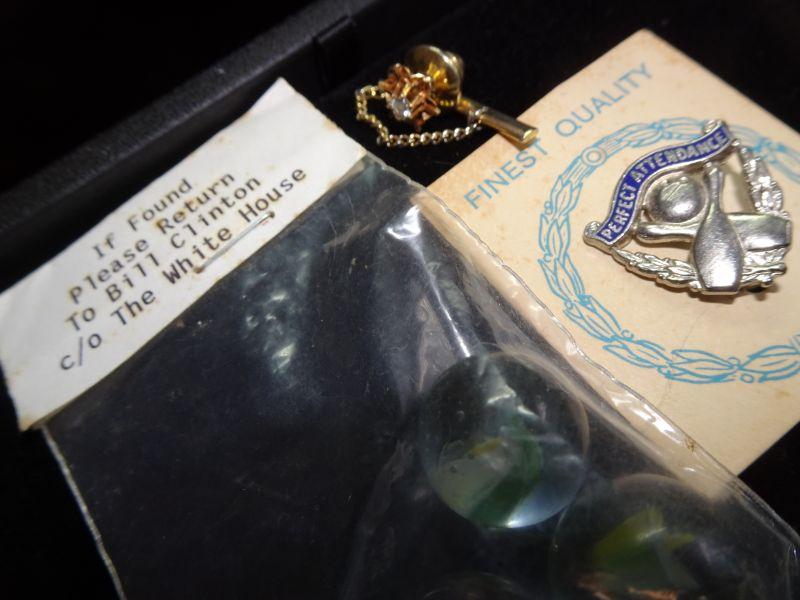 If Found
Please Return
To Bill Clinton
c/o The White House
FINEST QUALITY
PERFECT ATTENDANCE